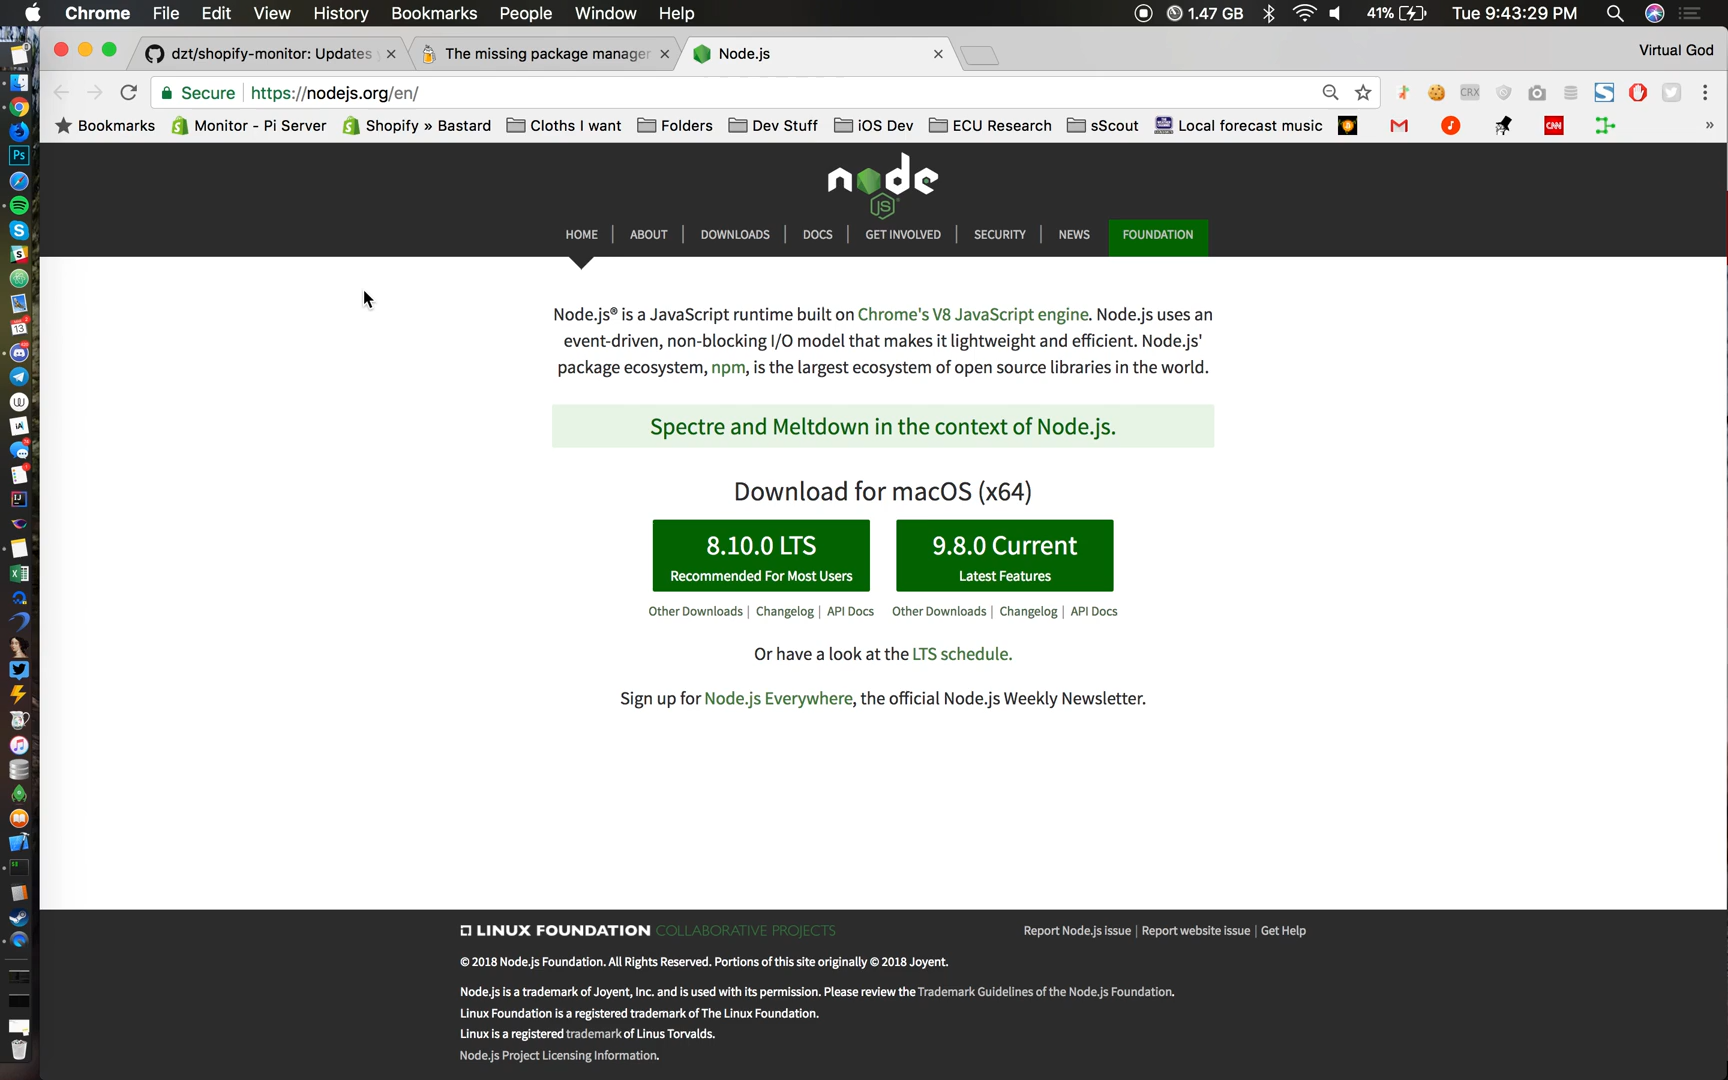 Chrome File Edit View History Bookmarks People Window Help 1.47 GB 41% Tue 9:43:29 PM
dzt/shopify-monitor: Updates The missing package manager Node.js Virtual God
Secure https://nodejs.org/en/ CRX
Bookmarks Monitor - Pi Server Shopify » Bastard Cloths I want Folders Dev Stuff iOS Dev ECU Research sScout Local forecast music CNN »
node
JS
HOME ABOUT DOWNLOADS DOCS GET INVOLVED SECURITY NEWS FOUNDATION
Node.js® is a JavaScript runtime built on Chrome's V8 JavaScript engine. Node.js uses an
event-driven, non-blocking I/O model that makes it lightweight and efficient. Node.js'
package ecosystem, npm, is the largest ecosystem of open source libraries in the world.
Spectre and Meltdown in the context of Node.js.
Download for macOS (x64)
8.10.0 LTS 9.8.0 Current
Recommended For Most Users Latest Features
Other Downloads | Changelog | API Docs Other Downloads | Changelog | API Docs
Or have a look at the LTS schedule.
Sign up for Node.js Everywhere, the official Node.js Weekly Newsletter.
LINUX FOUNDATION COLLABORATIVE PROJECTS Report Node.js issue | Report website issue | Get Help
© 2018 Node.js Foundation. All Rights Reserved. Portions of this site originally © 2018 Joyent.
Node.js is a trademark of Joyent, Inc. and is used with its permission. Please review the Trademark Guidelines of the Node.js Foundation.
Linux Foundation is a registered trademark of The Linux Foundation.
Linux is a registered trademark of Linus Torvalds.
Node.js Project Licensing Information.
Ps
13
iA
IJ